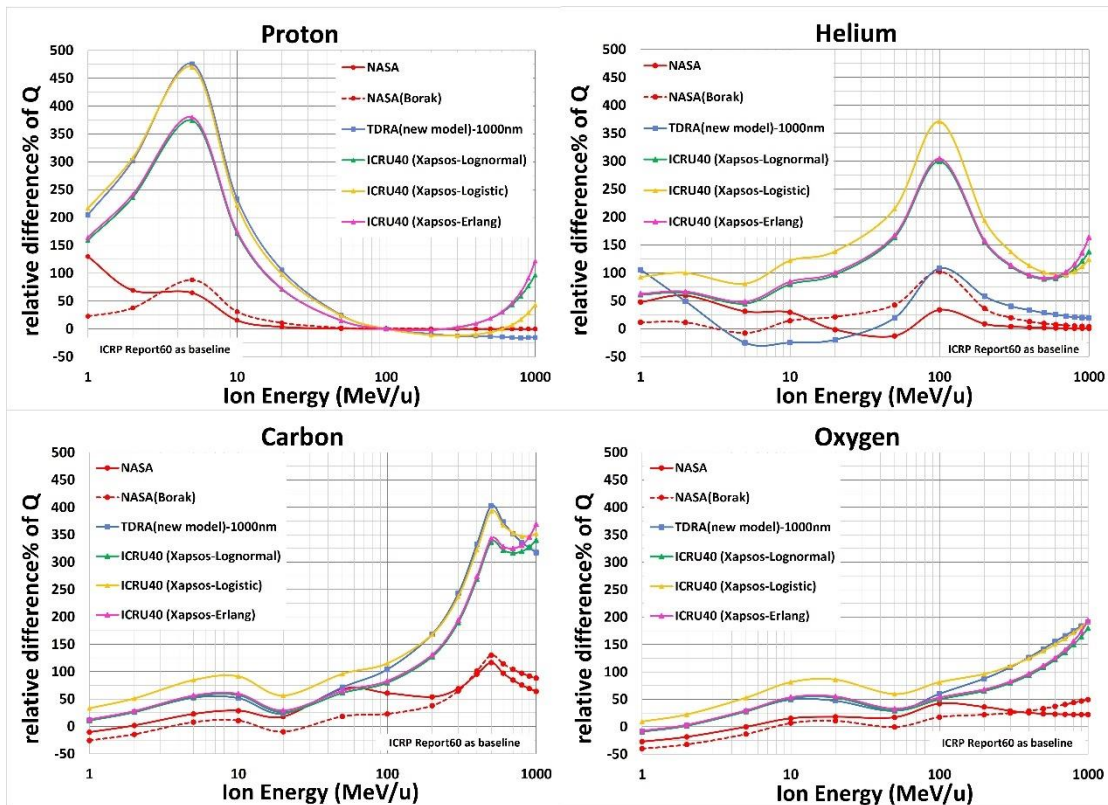 Proton
relative difference% of Q
500
450
400
350
300
250
200
150
100
50
0
-50
NASA
NASA(Borak)
TDRA(new model)-1000nm
ICRU40 (Xapsos-Lognormal)
ICRU40 (Xapsos-Logistic)
ICRU40 (Xapsos-Erlang)
ICRP Report60 as baseline
1 10 100 1000
Ion Energy (MeV/u)
Helium
relative difference% of Q
500
450
400
350
300
250
200
150
100
50
0
-50
NASA
NASA(Borak)
TDRA(new model)-1000nm
ICRU40 (Xapsos-Lognormal)
ICRU40 (Xapsos-Logistic)
ICRU40 (Xapsos-Erlang)
ICRP Report60 as baseline
1 10 100 1000
Ion Energy (MeV/u)
Carbon
relative difference% of Q
500
450
400
350
300
250
200
150
100
50
0
-50
NASA
NASA(Borak)
TDRA(new model)-1000nm
ICRU40 (Xapsos-Lognormal)
ICRU40 (Xapsos-Logistic)
ICRU40 (Xapsos-Erlang)
ICRP Report60 as baseline
1 10 100 1000
Ion Energy (MeV/u)
Oxygen
relative difference% of Q
500
450
400
350
300
250
200
150
100
50
0
-50
NASA
NASA(Borak)
TDRA(new model)-1000nm
ICRU40 (Xapsos-Lognormal)
ICRU40 (Xapsos-Logistic)
ICRU40 (Xapsos-Erlang)
ICRP Report60 as baseline
1 10 100 1000
Ion Energy (MeV/u)